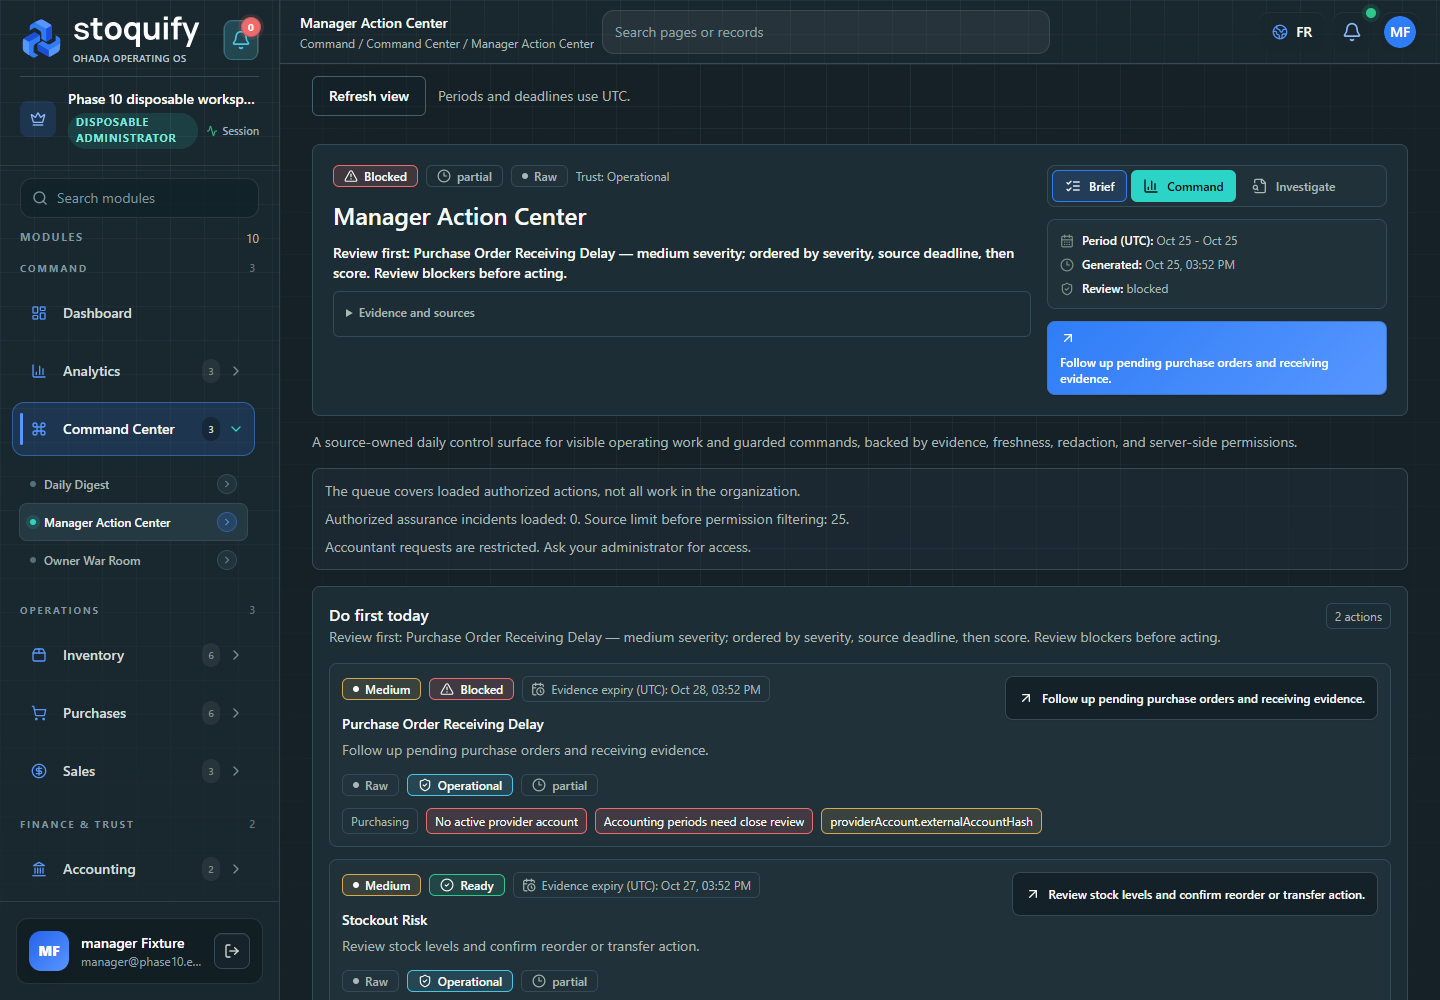 stoquify
OHADA OPERATING OS
0
Phase 10 disposable worksp...
DISPOSABLE
ADMINISTRATOR
Session
Search modules
MODULES
10
COMMAND
3
Dashboard
Analytics
3
Command Center
3
Daily Digest
Manager Action Center
Owner War Room
OPERATIONS
3
Inventory
6
Purchases
6
Sales
3
FINANCE & TRUST
2
Accounting
2
MF
manager Fixture
manager@phase10.e...
Manager Action Center
Command / Command Center / Manager Action Center
Search pages or records
FR
MF
Refresh view
Periods and deadlines use UTC.
Blocked
partial
Raw
Trust: Operational
Manager Action Center
Review first: Purchase Order Receiving Delay — medium severity; ordered by severity, source deadline, then
score. Review blockers before acting.
Evidence and sources
Brief
Command
Investigate
Period (UTC): Oct 25 - Oct 25
Generated: Oct 25, 03:52 PM
Review: blocked
Follow up pending purchase orders and receiving
evidence.
A source-owned daily control surface for visible operating work and guarded commands, backed by evidence, freshness, redaction, and server-side permissions.
The queue covers loaded authorized actions, not all work in the organization.
Authorized assurance incidents loaded: 0. Source limit before permission filtering: 25.
Accountant requests are restricted. Ask your administrator for access.
Do first today
2 actions
Review first: Purchase Order Receiving Delay — medium severity; ordered by severity, source deadline, then score. Review blockers before acting.
Medium
Blocked
Evidence expiry (UTC): Oct 28, 03:52 PM
Follow up pending purchase orders and receiving evidence.
Purchase Order Receiving Delay
Follow up pending purchase orders and receiving evidence.
Raw
Operational
partial
Purchasing
No active provider account
Accounting periods need close review
providerAccount.externalAccountHash
Medium
Ready
Evidence expiry (UTC): Oct 27, 03:52 PM
Review stock levels and confirm reorder or transfer action.
Stockout Risk
Review stock levels and confirm reorder or transfer action.
Raw
Operational
partial